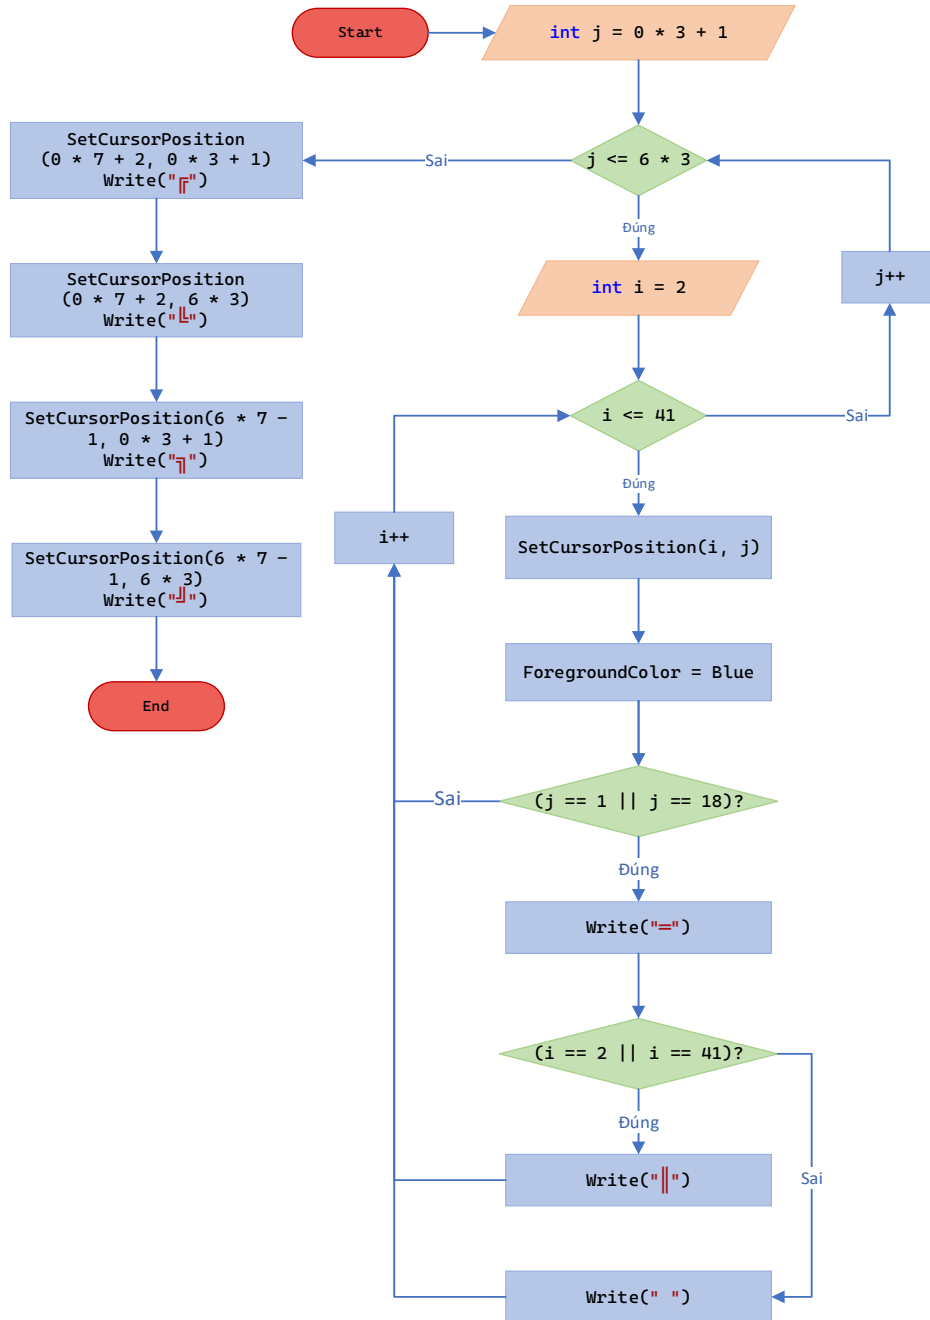 Start
int j = 0 * 3 + 1
j <= 6 * 3
Sai
Đúng
SetCursorPosition
(0 * 7 + 2, 0 * 3 + 1)
Write("╔")
SetCursorPosition
(0 * 7 + 2, 6 * 3)
Write("╚")
SetCursorPosition(6 * 7 –
1, 0 * 3 + 1)
Write("╗")
SetCursorPosition(6 * 7 –
1, 6 * 3)
Write("╝")
End
int i = 2
j++
i <= 41
Sai
Đúng
i++
SetCursorPosition(i, j)
ForegroundColor = Blue
(j == 1 || j == 18)?
Sai
Đúng
Write("═")
(i == 2 || i == 41)?
Đúng
Sai
Write("║")
Write(" ")